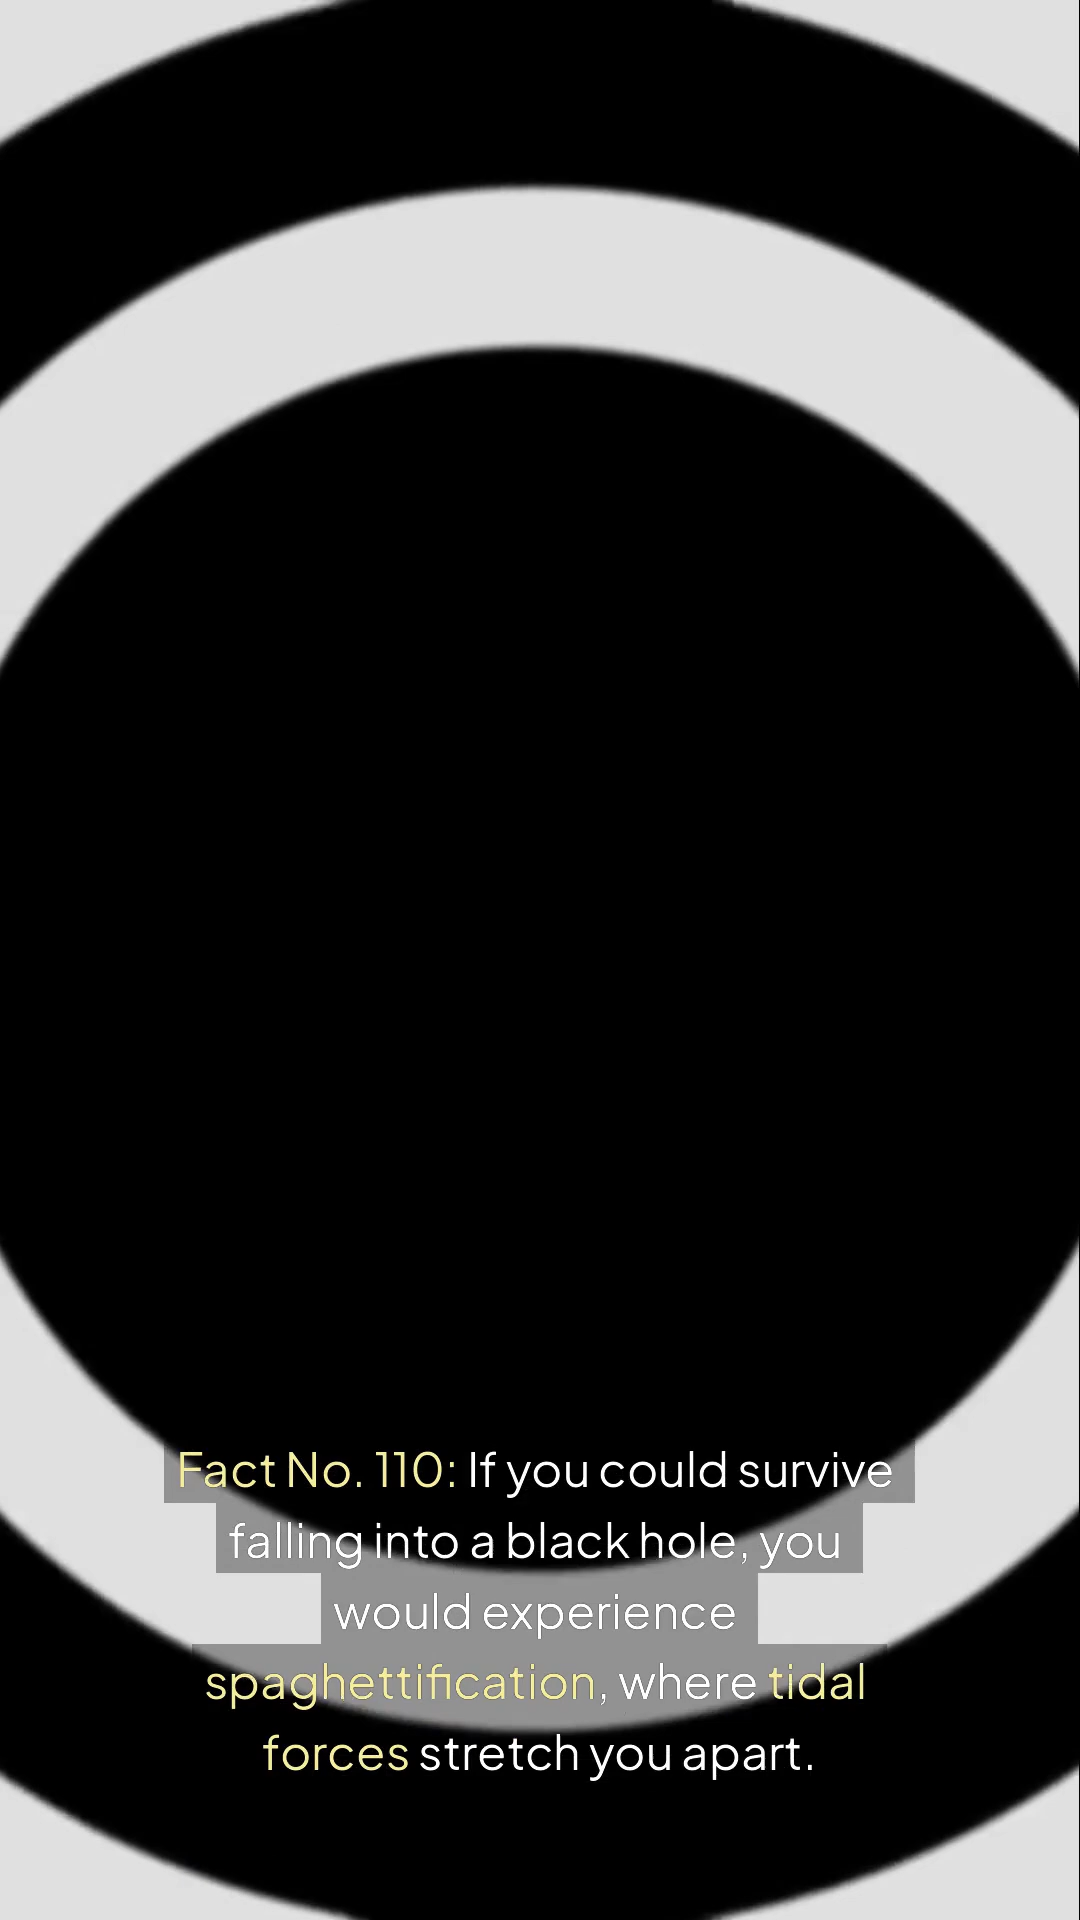 Fact No. 110: If you could survive
falling into a black hole, you
would experience
spaghettification, where tidal
forces stretch you apart.